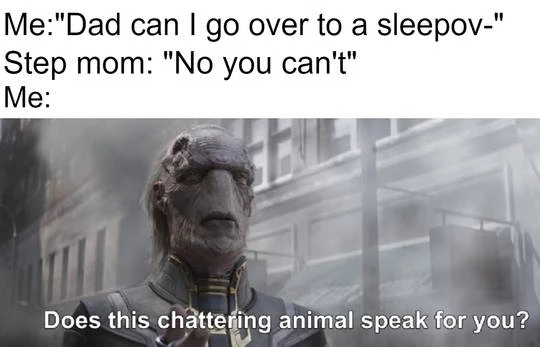 Me:"Dad can I go over to a sleepov-"
Step mom: "No you can't"
Me:
Does this chattering animal speak for you?